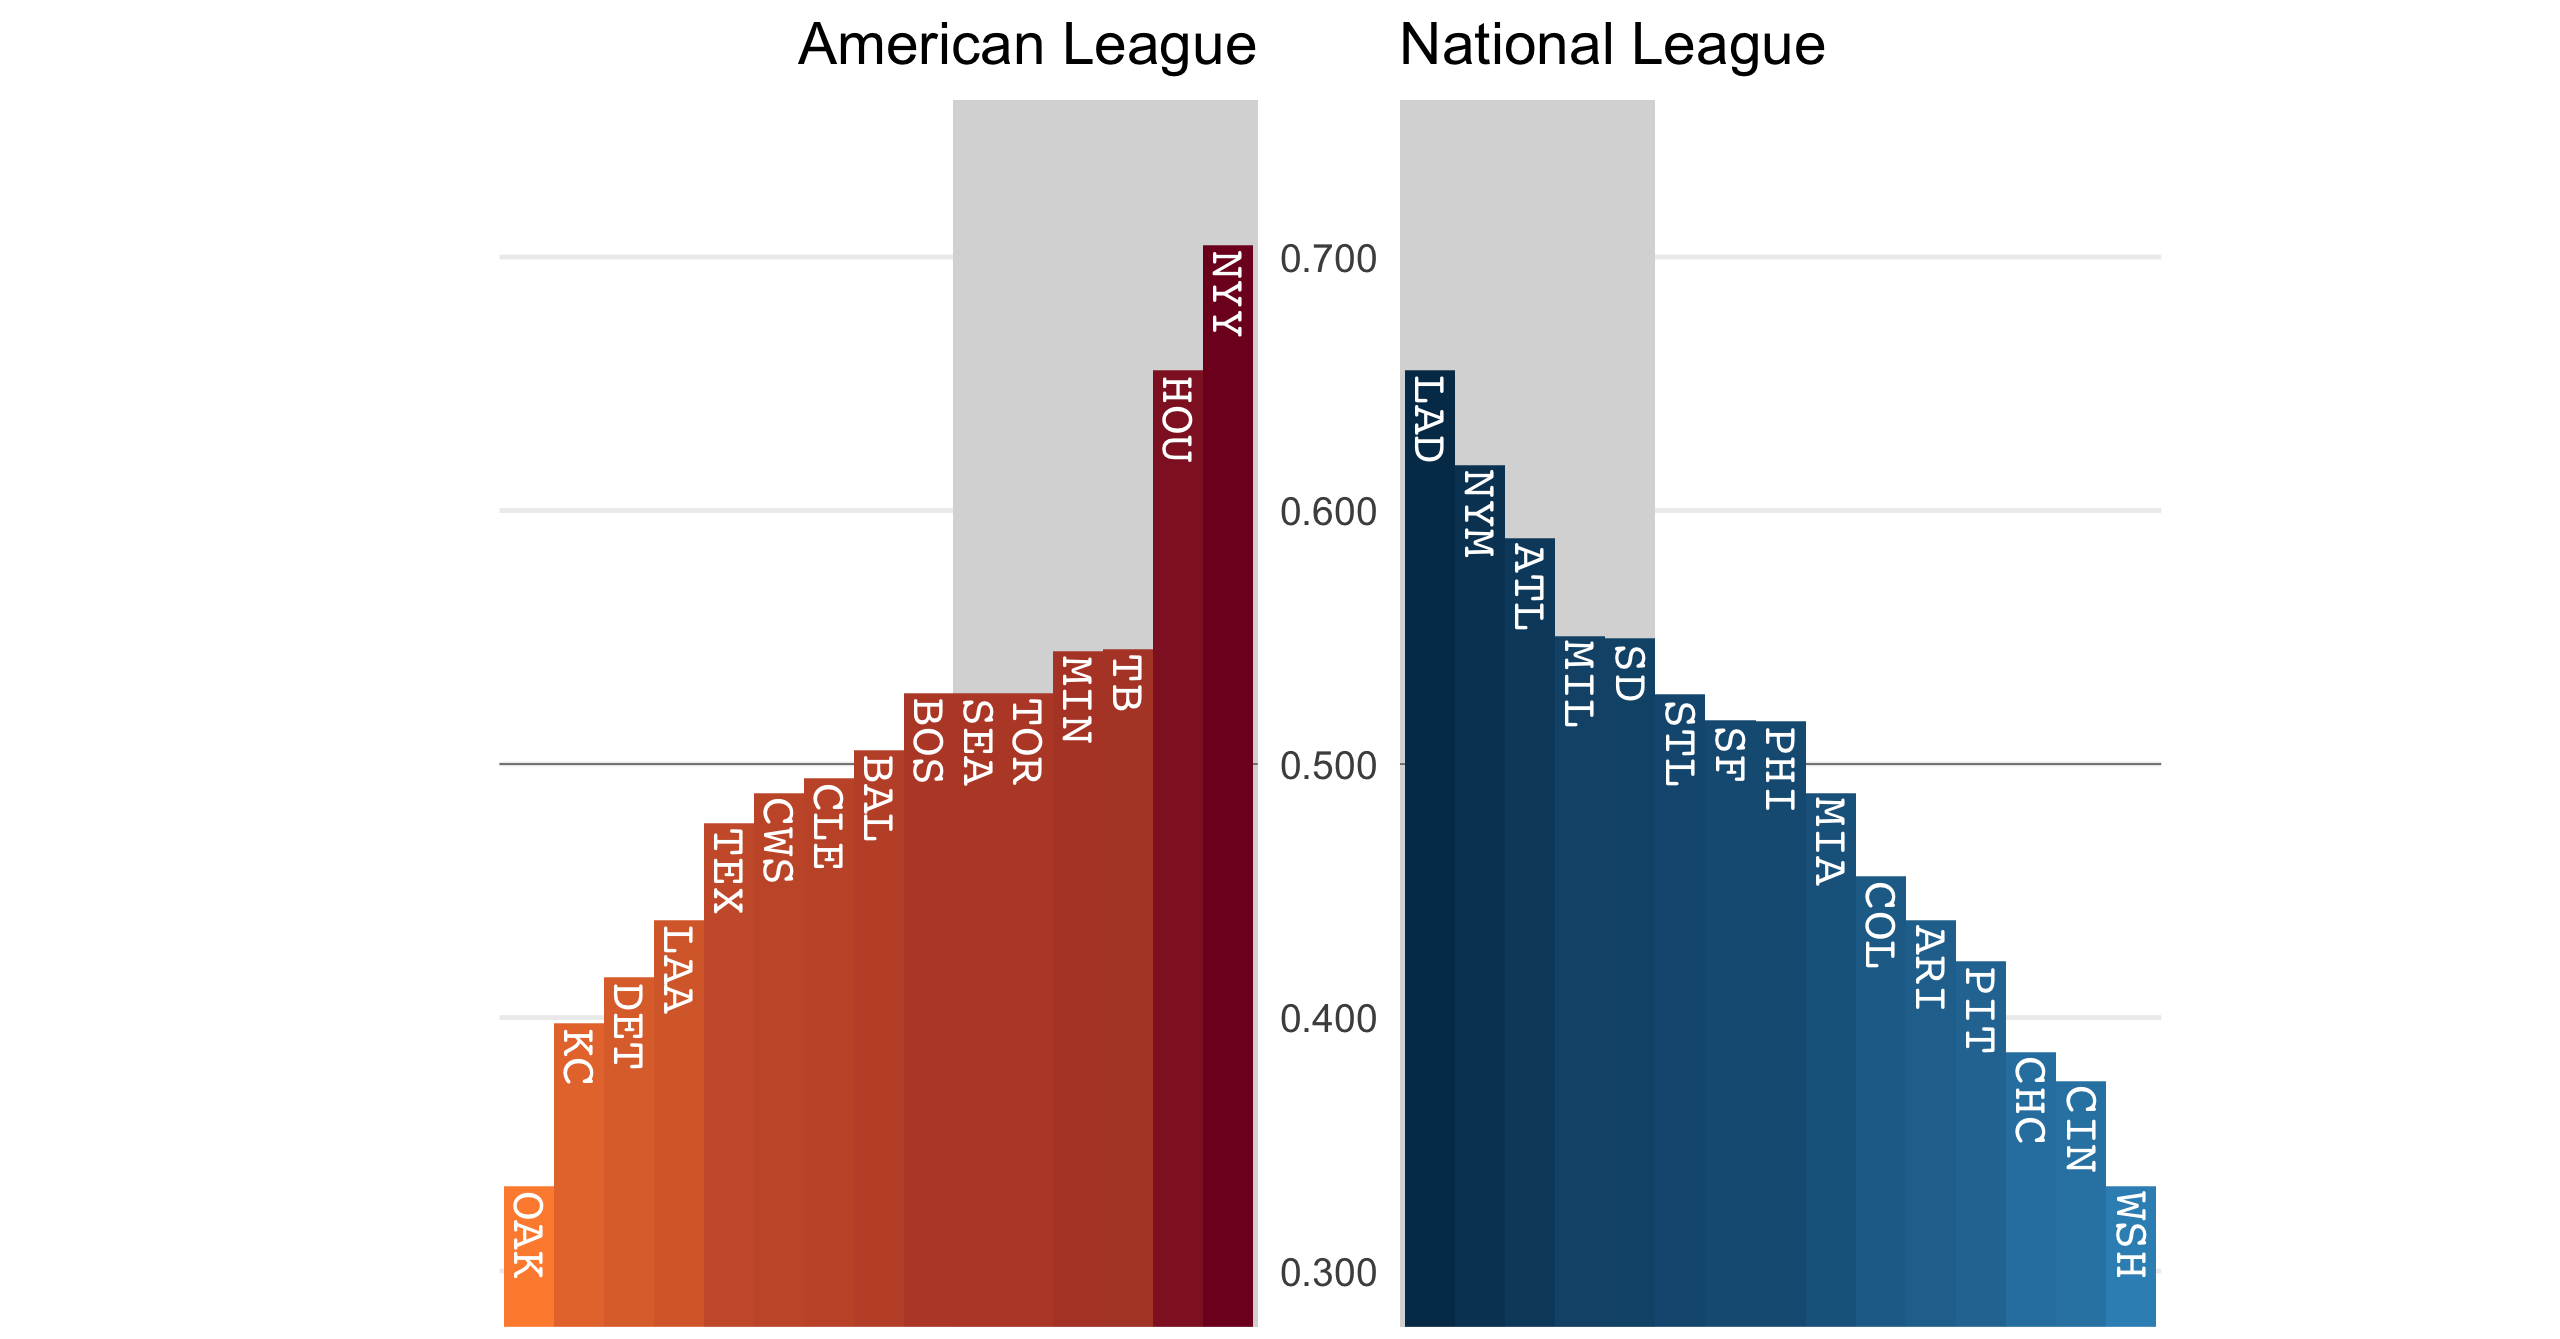 American League
National League
0.700
0.600
0.500
0.400
0.300
OAK
KC
DET
LAA
TEX
CWS
CLE
BAL
BOS
SEA
TOR
MIN
TB
HOU
NYY
LAD
NYM
ATL
MIL
SD
STL
SF
PHI
MIA
COL
ARI
PIT
CHC
CIN
WSH